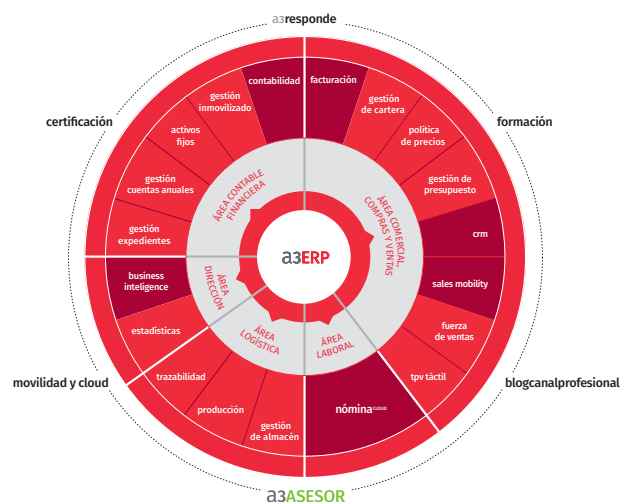 a3responde
contabilidad
facturación
gestión
inmovilizado
gestión
de cartera
certificación
formación
activos
fijos
política
de precios
gestión
cuentas anuales
gestión de
presupuesto
ÁREA CONTABLE
FINANCIERA
ÁREA COMERCIAL,
COMPRAS Y VENTAS
gestión
expedientes
crm
a3ERP
business
inteligence
sales mobility
ÁREA
DIRECCIÓN
estadísticas
fuerza
de ventas
ÁREA
LOGÍSTICA
ÁREA
LABORAL
trazabilidad
tpv táctil
movilidad y cloud
blogcanalprofesional
producción
nóminaCLOUD
gestión
de almacén
a3ASESOR